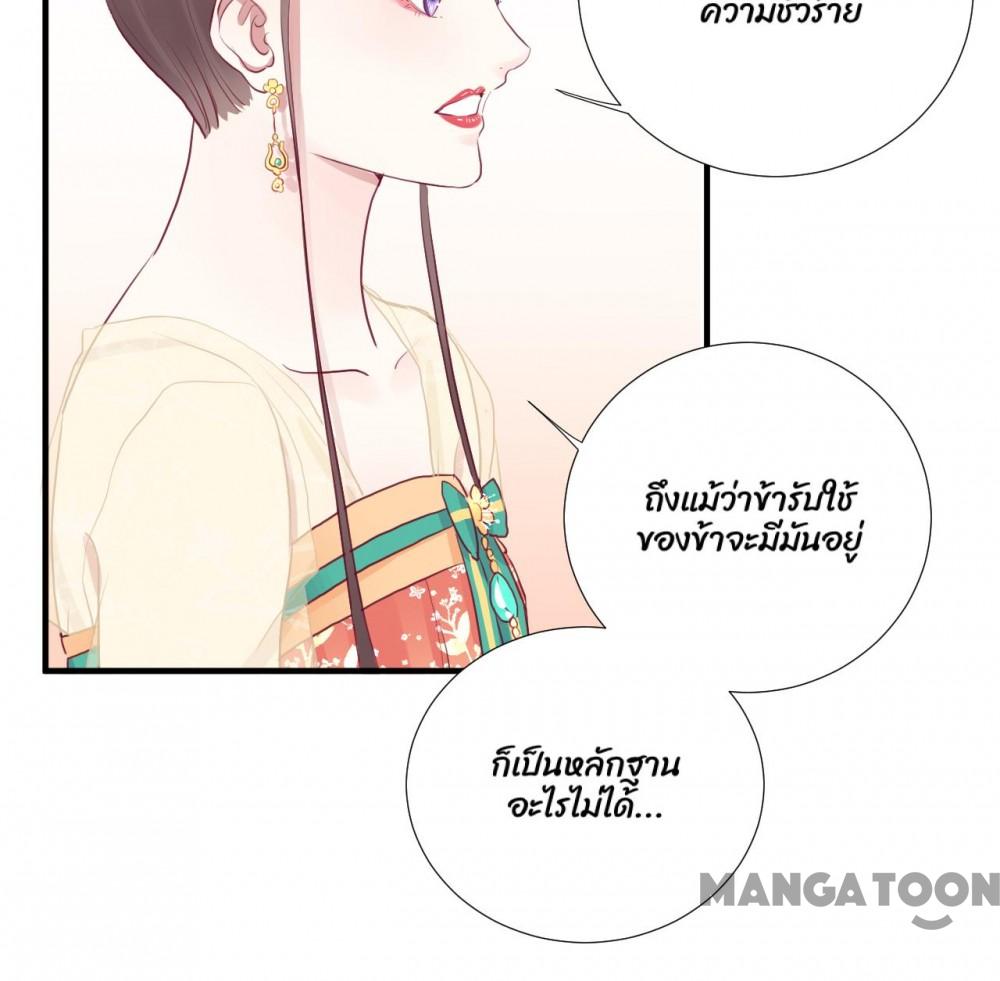 ความชั่วร้าย
ถึงแม้ว่าข้ารับใช้
ของข้าจะมีมันอยู่
ก็เป็นหลักฐาน
อะไรไม่ได้...
MANGATOON